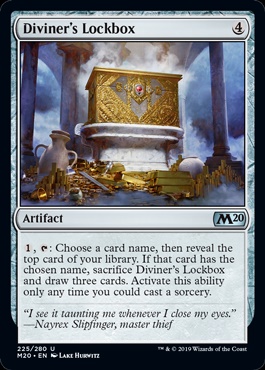 Diviner's Lockbox 4
Artifact M20
1, T: Choose a card name, then reveal the
top card of your library. If that card has
the chosen name, sacrifice Diviner's Lockbox
and draw three cards. Activate this ability
only any time you could cast a sorcery.
"I see it taunting me whenever I close my eyes."
—Nayrex Slipfinger, master thief
225/280 U
M20 • EN Lake Hurwitz ™ & © 2019 Wizards of the Coast